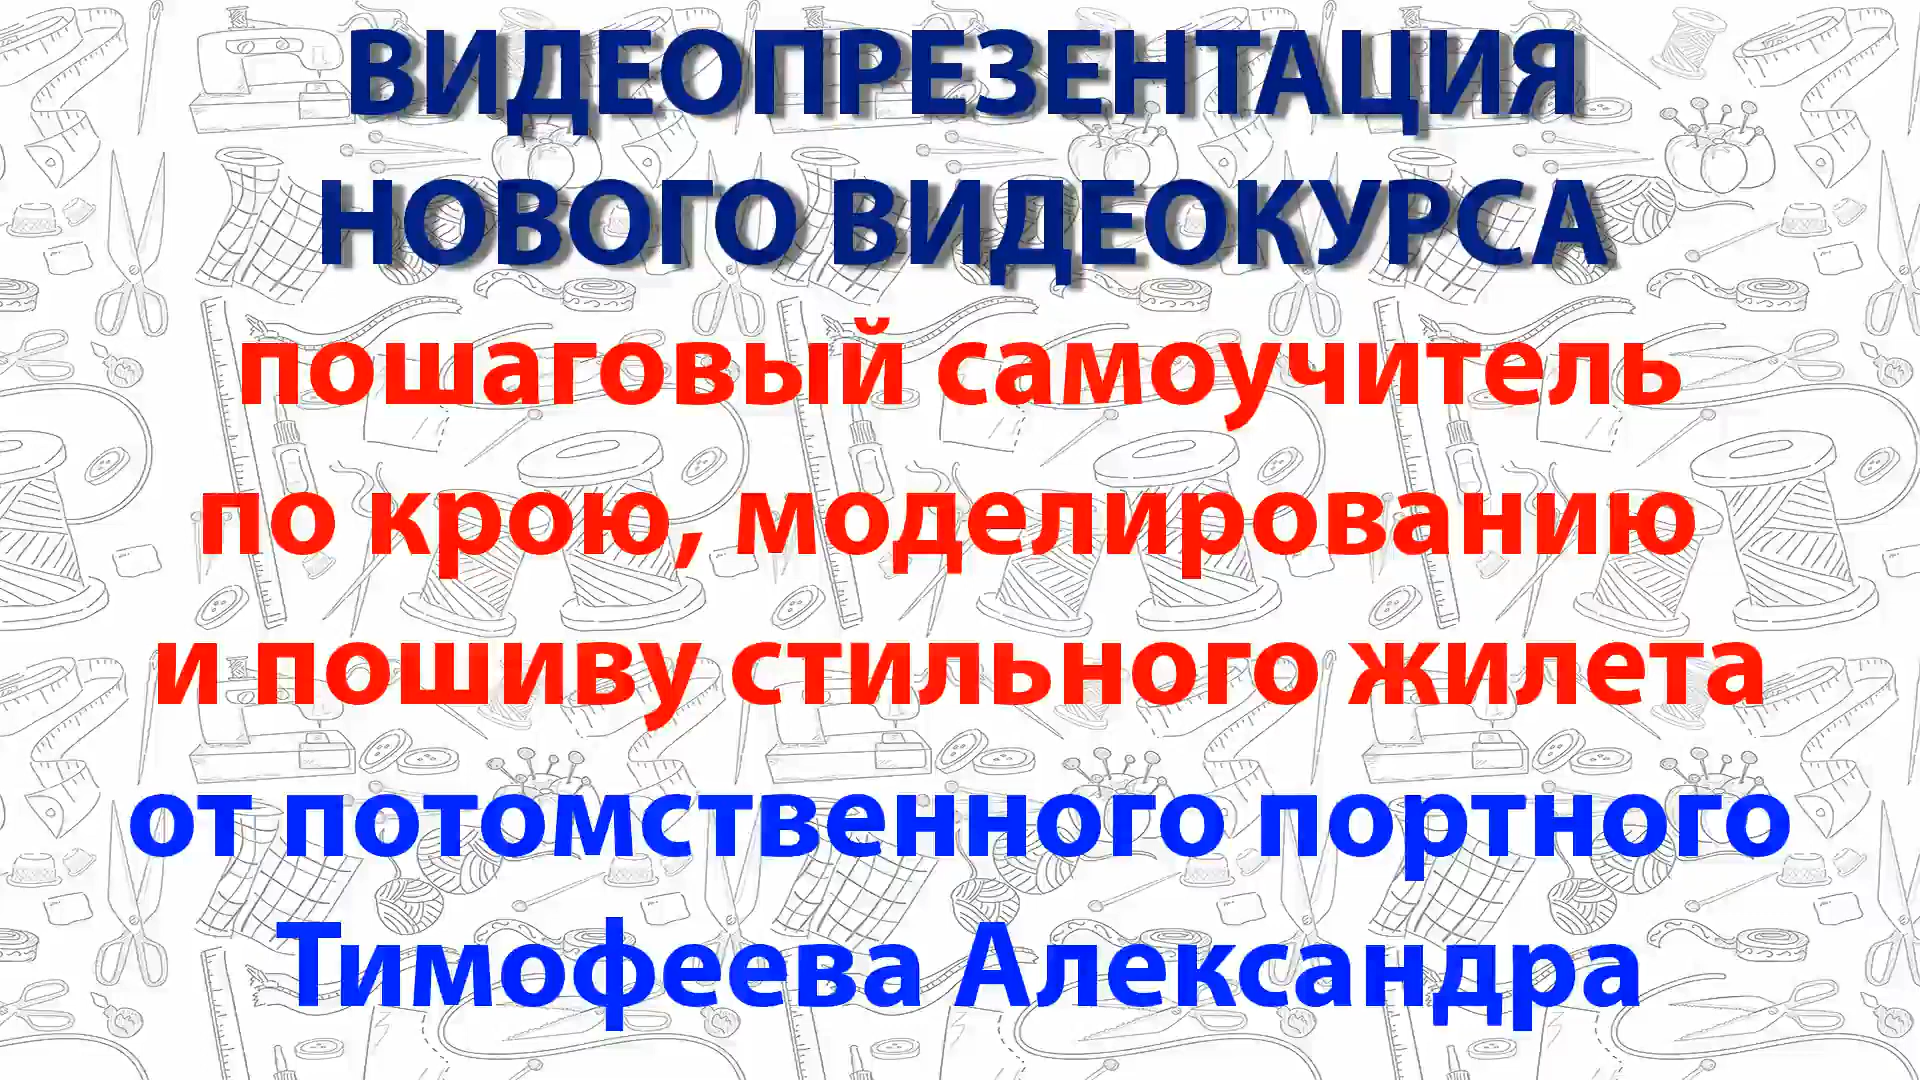 ВИДЕОПРЕЗЕНТАЦИЯ
НОВОГО ВИДЕОКУРСА
пошаговый самоучитель
по крою, моделированию
и пошиву стильного жилета
от потомственного портного
Тимофеева Александра